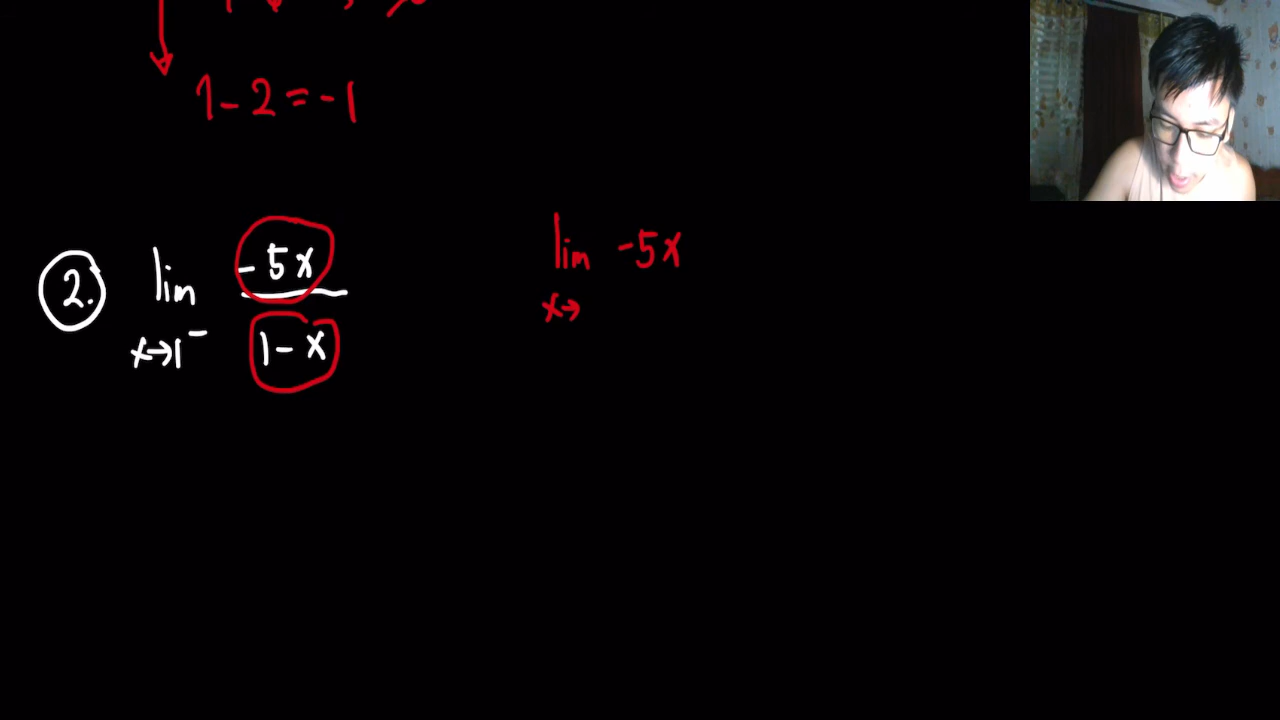 1 - 2 = -1
2. lim -5x / 1 - x
x→1⁻
lim -5x
x→